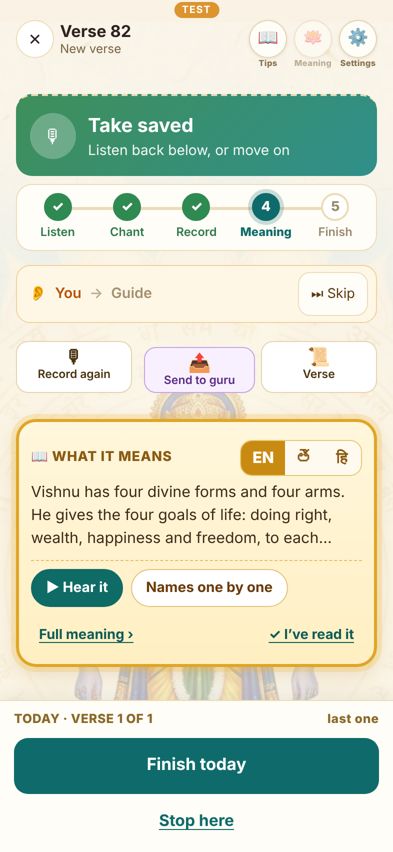 TEST
Verse 82
New verse
Tips
Meaning
Settings
Take saved
Listen back below, or move on
4
5
Listen
Chant
Record
Meaning
Finish
You → Guide
Skip
Record again
Send to guru
Verse
WHAT IT MEANS
EN
తె
हि
Vishnu has four divine forms and four arms.
He gives the four goals of life: doing right,
wealth, happiness and freedom, to each...
▶ Hear it
Names one by one
Full meaning ›
✓ I've read it
TODAY · VERSE 1 OF 1
last one
Finish today
Stop here